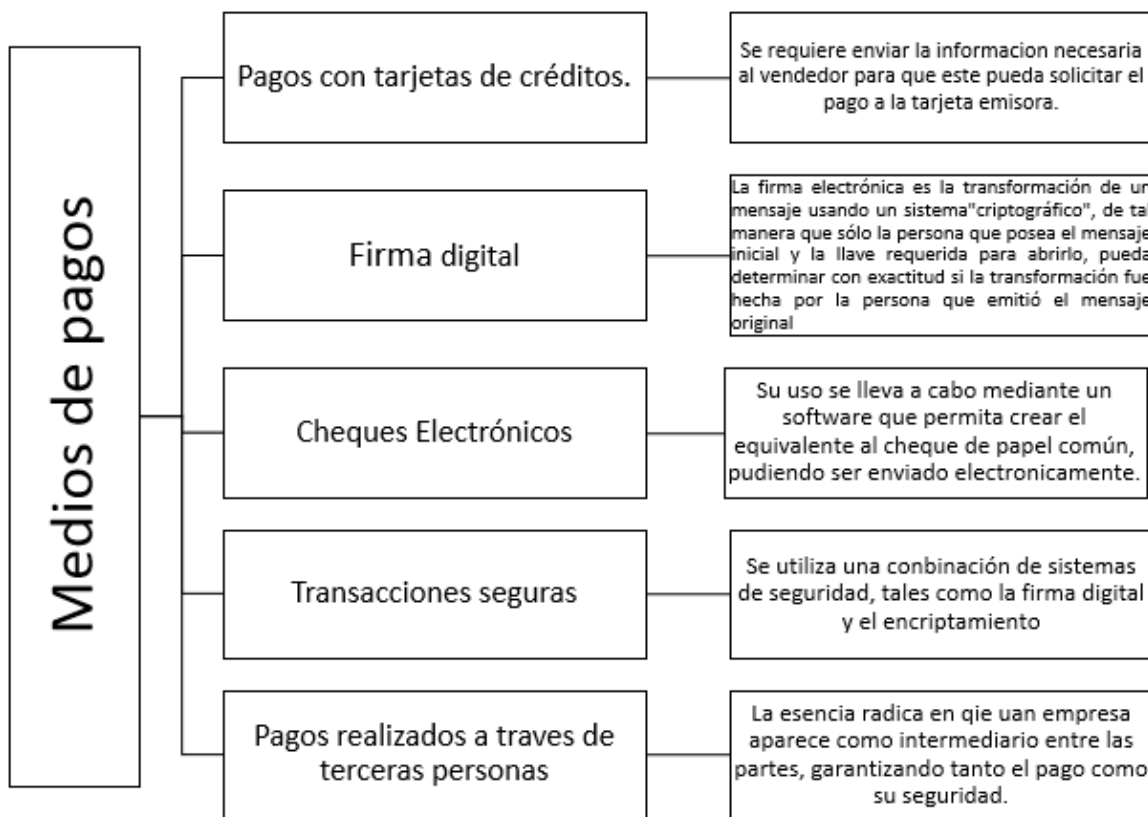 Medios de pagos
Pagos con tarjetas de créditos.
Se requiere enviar la informacion necesaria
al vendedor para que este pueda solicitar el
pago a la tarjeta emisora.
Firma digital
La firma electrónica es la transformación de un
mensaje usando un sistema"criptográfico", de tal
manera que sólo la persona que posea el mensaje
inicial y la llave requerida para abrirlo, pueda
determinar con exactitud si la transformación fue
hecha por la persona que emitió el mensaje
original
Cheques Electrónicos
Su uso se lleva a cabo mediante un
software que permita crear el
equivalente al cheque de papel común,
pudiendo ser enviado electronicamente.
Transacciones seguras
Se utiliza una conbinación de sistemas
de seguridad, tales como la firma digital
y el encriptamiento
Pagos realizados a traves de
terceras personas
La esencia radica en qie uan empresa
aparece como intermediario entre las
partes, garantizando tanto el pago como
su seguridad.